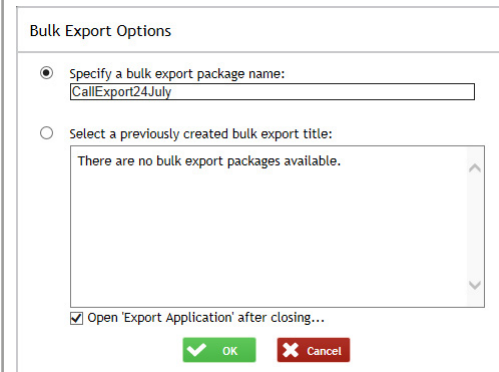 Bulk Export Options
Specify a bulk export package name:
CallExport24July
Select a previously created bulk export title:
There are no bulk export packages available.
Open 'Export Application' after closing...
OK
Cancel